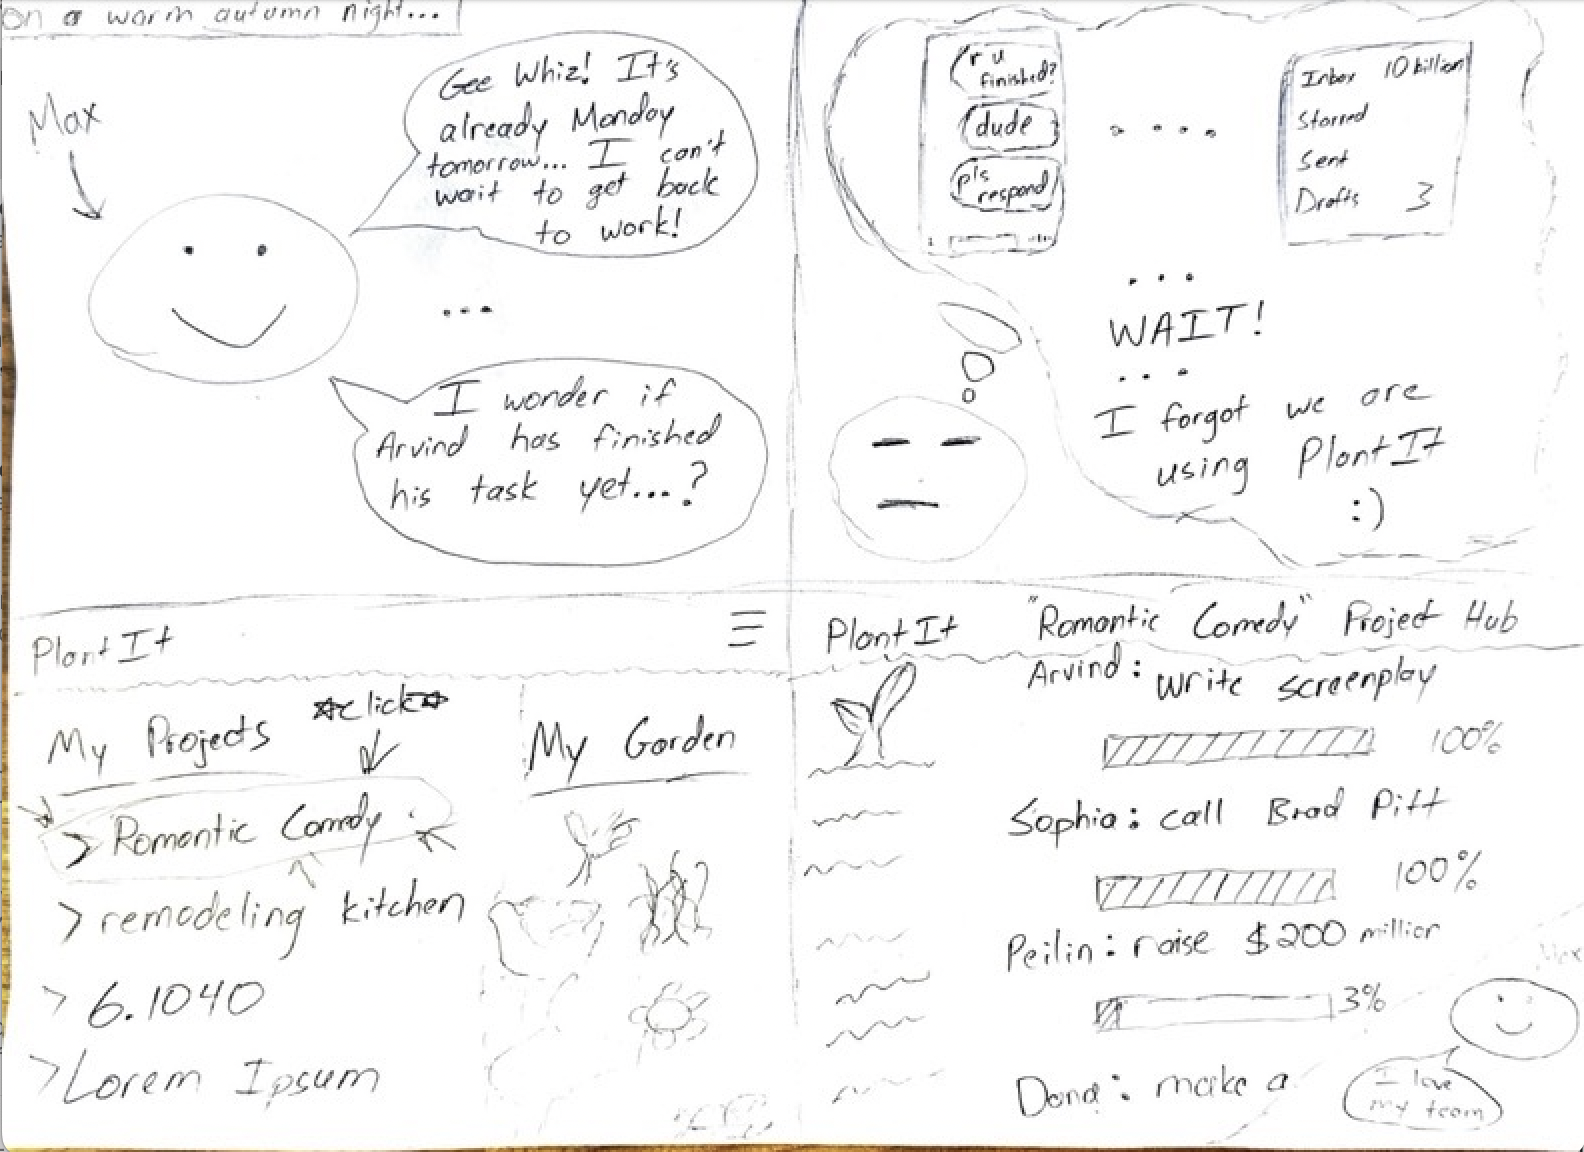 On a warm autumn night...
Max
Gee Whiz! It's
already Monday
tomorrow... I can't
wait to get back
to work!
...
I wonder if
Arvind has finished
his task yet...?
r u
finished?
dude
pls
respond
....
Inbox 10 billion
Starred
Sent
Drafts 3
...
WAIT!
...
I forgot we are
using PlantIt
:)
PlantIt
My Projects
*click*
> Romantic Comedy
> remodeling kitchen
> 6.1040
> Lorem Ipsum
My Garden
PlantIt "Romantic Comedy" Project Hub
Arvind: write screenplay
100%
Sophia: call Brad Pitt
100%
Peilin: raise $200 million
3%
Dana: make a
Max
I love
my team